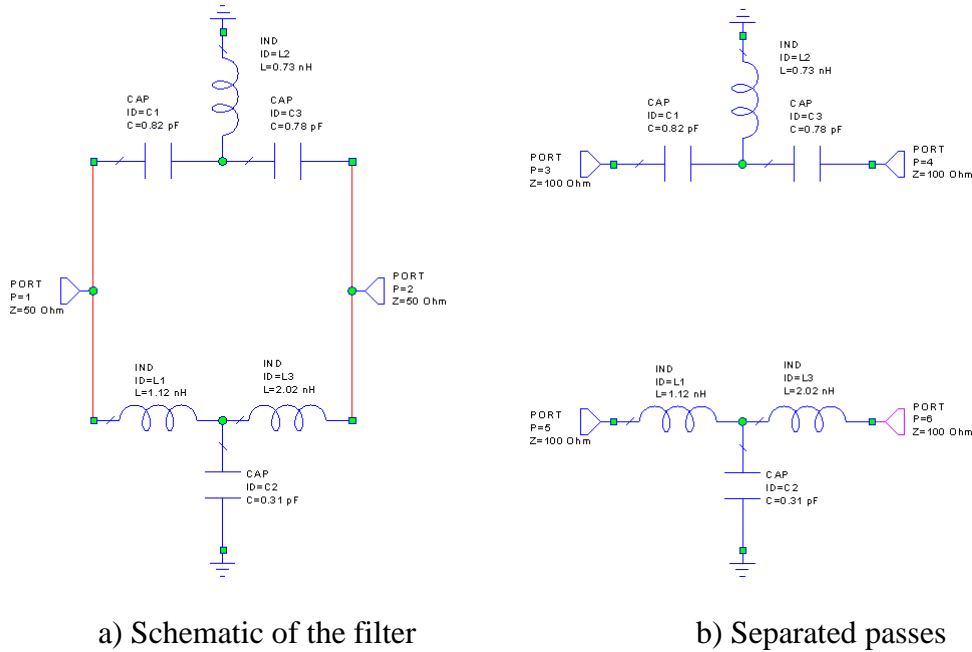 IND
ID=L2
L=0.73 nH
CAP
ID=C1
C=0.82 pF
CAP
ID=C3
C=0.78 pF
PORT
P=1
Z=50 Ohm
PORT
P=2
Z=50 Ohm
IND
ID=L1
L=1.12 nH
IND
ID=L3
L=2.02 nH
CAP
ID=C2
C=0.31 pF
a) Schematic of the filter
IND
ID=L2
L=0.73 nH
CAP
ID=C1
C=0.82 pF
CAP
ID=C3
C=0.78 pF
PORT
P=3
Z=100 Ohm
PORT
P=4
Z=100 Ohm
IND
ID=L1
L=1.12 nH
IND
ID=L3
L=2.02 nH
PORT
P=5
Z=100 Ohm
PORT
P=6
Z=100 Ohm
CAP
ID=C2
C=0.31 pF
b) Separated passes